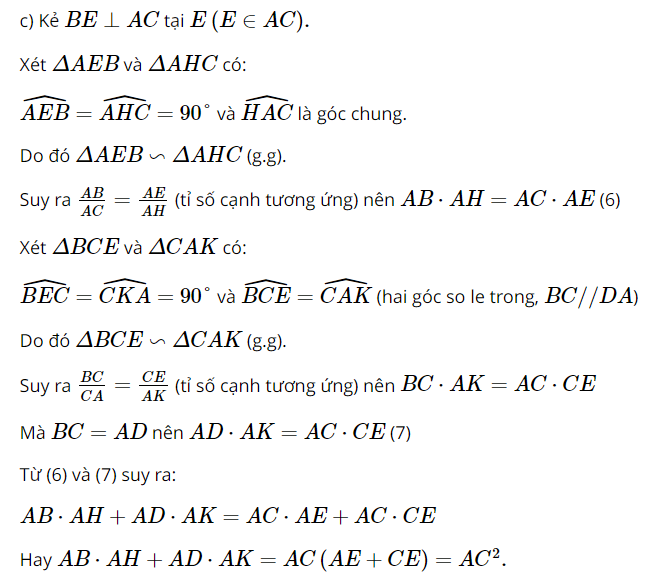 c) Kẻ BE ⊥ AC tại E (E ∈ AC).
Xét ΔAEB và ΔAHC có:
\widehat{AEB} = \widehat{AHC} = 90° và \widehat{HAC} là góc chung.
Do đó ΔAEB ∽ ΔAHC (g.g).
Suy ra \frac{AB}{AC} = \frac{AE}{AH} (tỉ số cạnh tương ứng) nên AB · AH = AC · AE (6)
Xét ΔBCE và ΔCAK có:
\widehat{BEC} = \widehat{CKA} = 90° và \widehat{BCE} = \widehat{CAK} (hai góc so le trong, BC//DA)
Do đó ΔBCE ∽ ΔCAK (g.g).
Suy ra \frac{BC}{CA} = \frac{CE}{AK} (tỉ số cạnh tương ứng) nên BC · AK = AC · CE
Mà BC = AD nên AD · AK = AC · CE (7)
Từ (6) và (7) suy ra:
AB · AH + AD · AK = AC · AE + AC · CE
Hay AB · AH + AD · AK = AC (AE + CE) = AC².